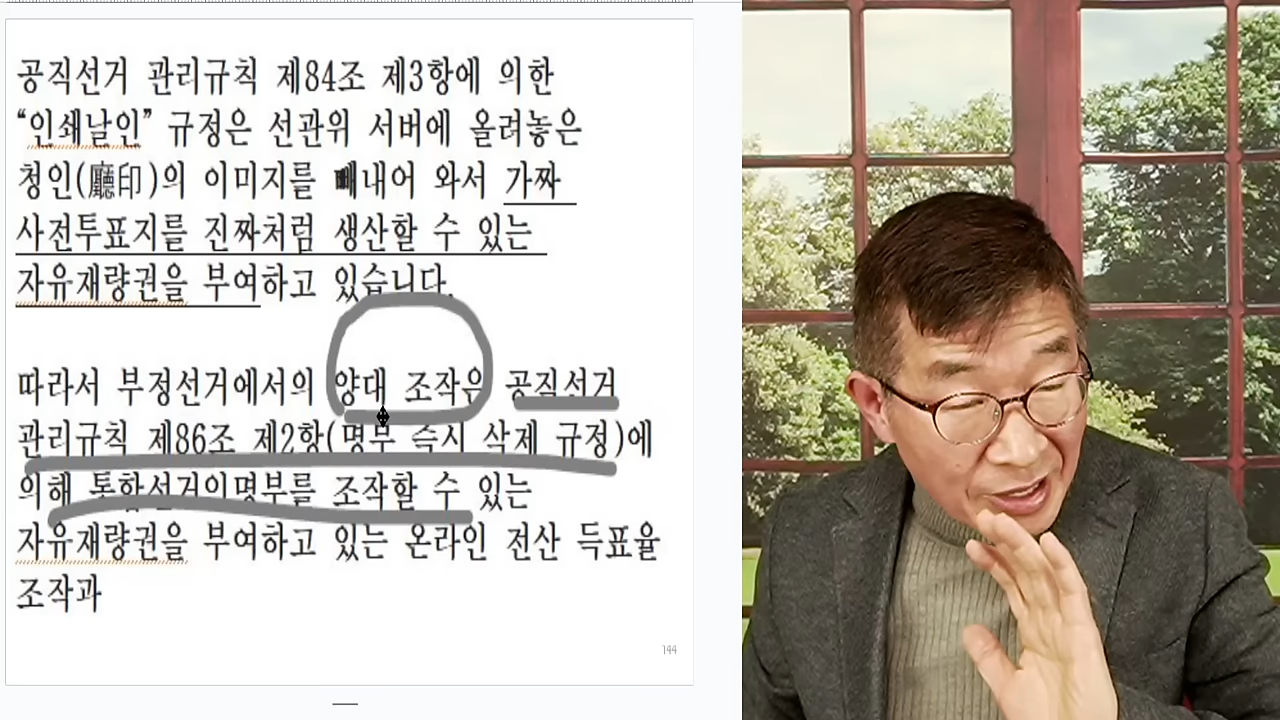 공직선거 관리규칙 제84조 제3항에 의한
“인쇄날인” 규정은 선관위 서버에 올려놓은
청인(廳印)의 이미지를 빼내어 와서 가짜
사전투표지를 진짜처럼 생산할 수 있는
자유재량권을 부여하고 있습니다.
따라서 부정선거에서의 양대 조작은 공직선거
관리규칙 제86조 제2항(명부 즉시 삭제 규정)에
의해 통합선거인명부를 조작할 수 있는
자유재량권을 부여하고 있는 온라인 전산 득표율
조작과
144